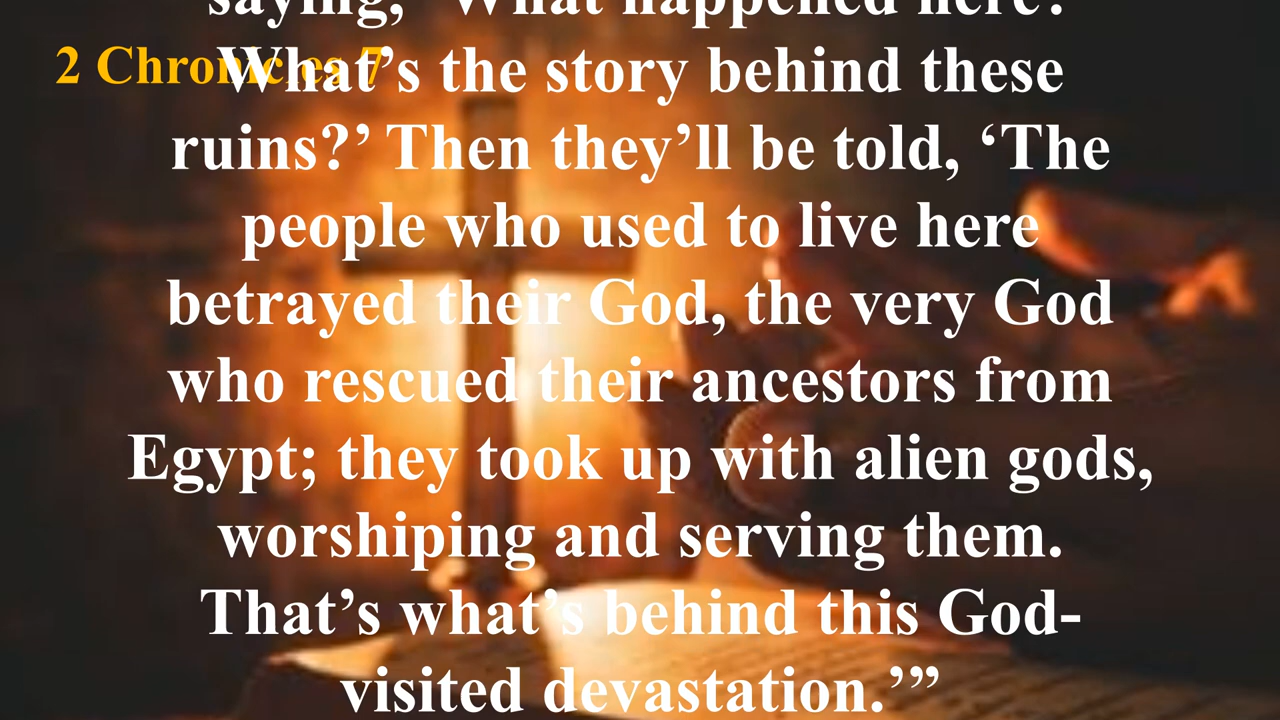 saying, ‘What happened here?
2 Chronicles 7
What’s the story behind these
ruins?’ Then they’ll be told, ‘The
people who used to live here
betrayed their God, the very God
who rescued their ancestors from
Egypt; they took up with alien gods,
worshiping and serving them.
That’s what’s behind this God-
visited devastation.’”